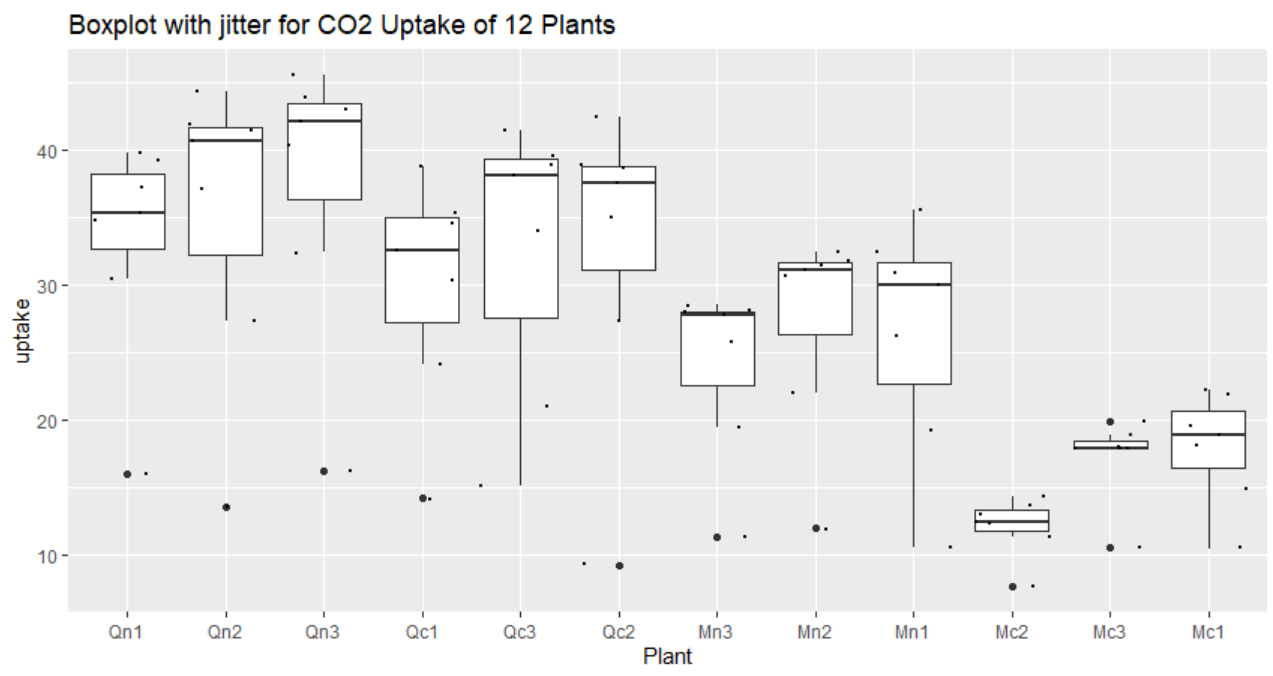 Boxplot with jitter for CO2 Uptake of 12 Plants
uptake
40
30
20
10
Qn1 Qn2 Qn3 Qc1 Qc3 Qc2 Mn3 Mn2 Mn1 Mc2 Mc3 Mc1
Plant